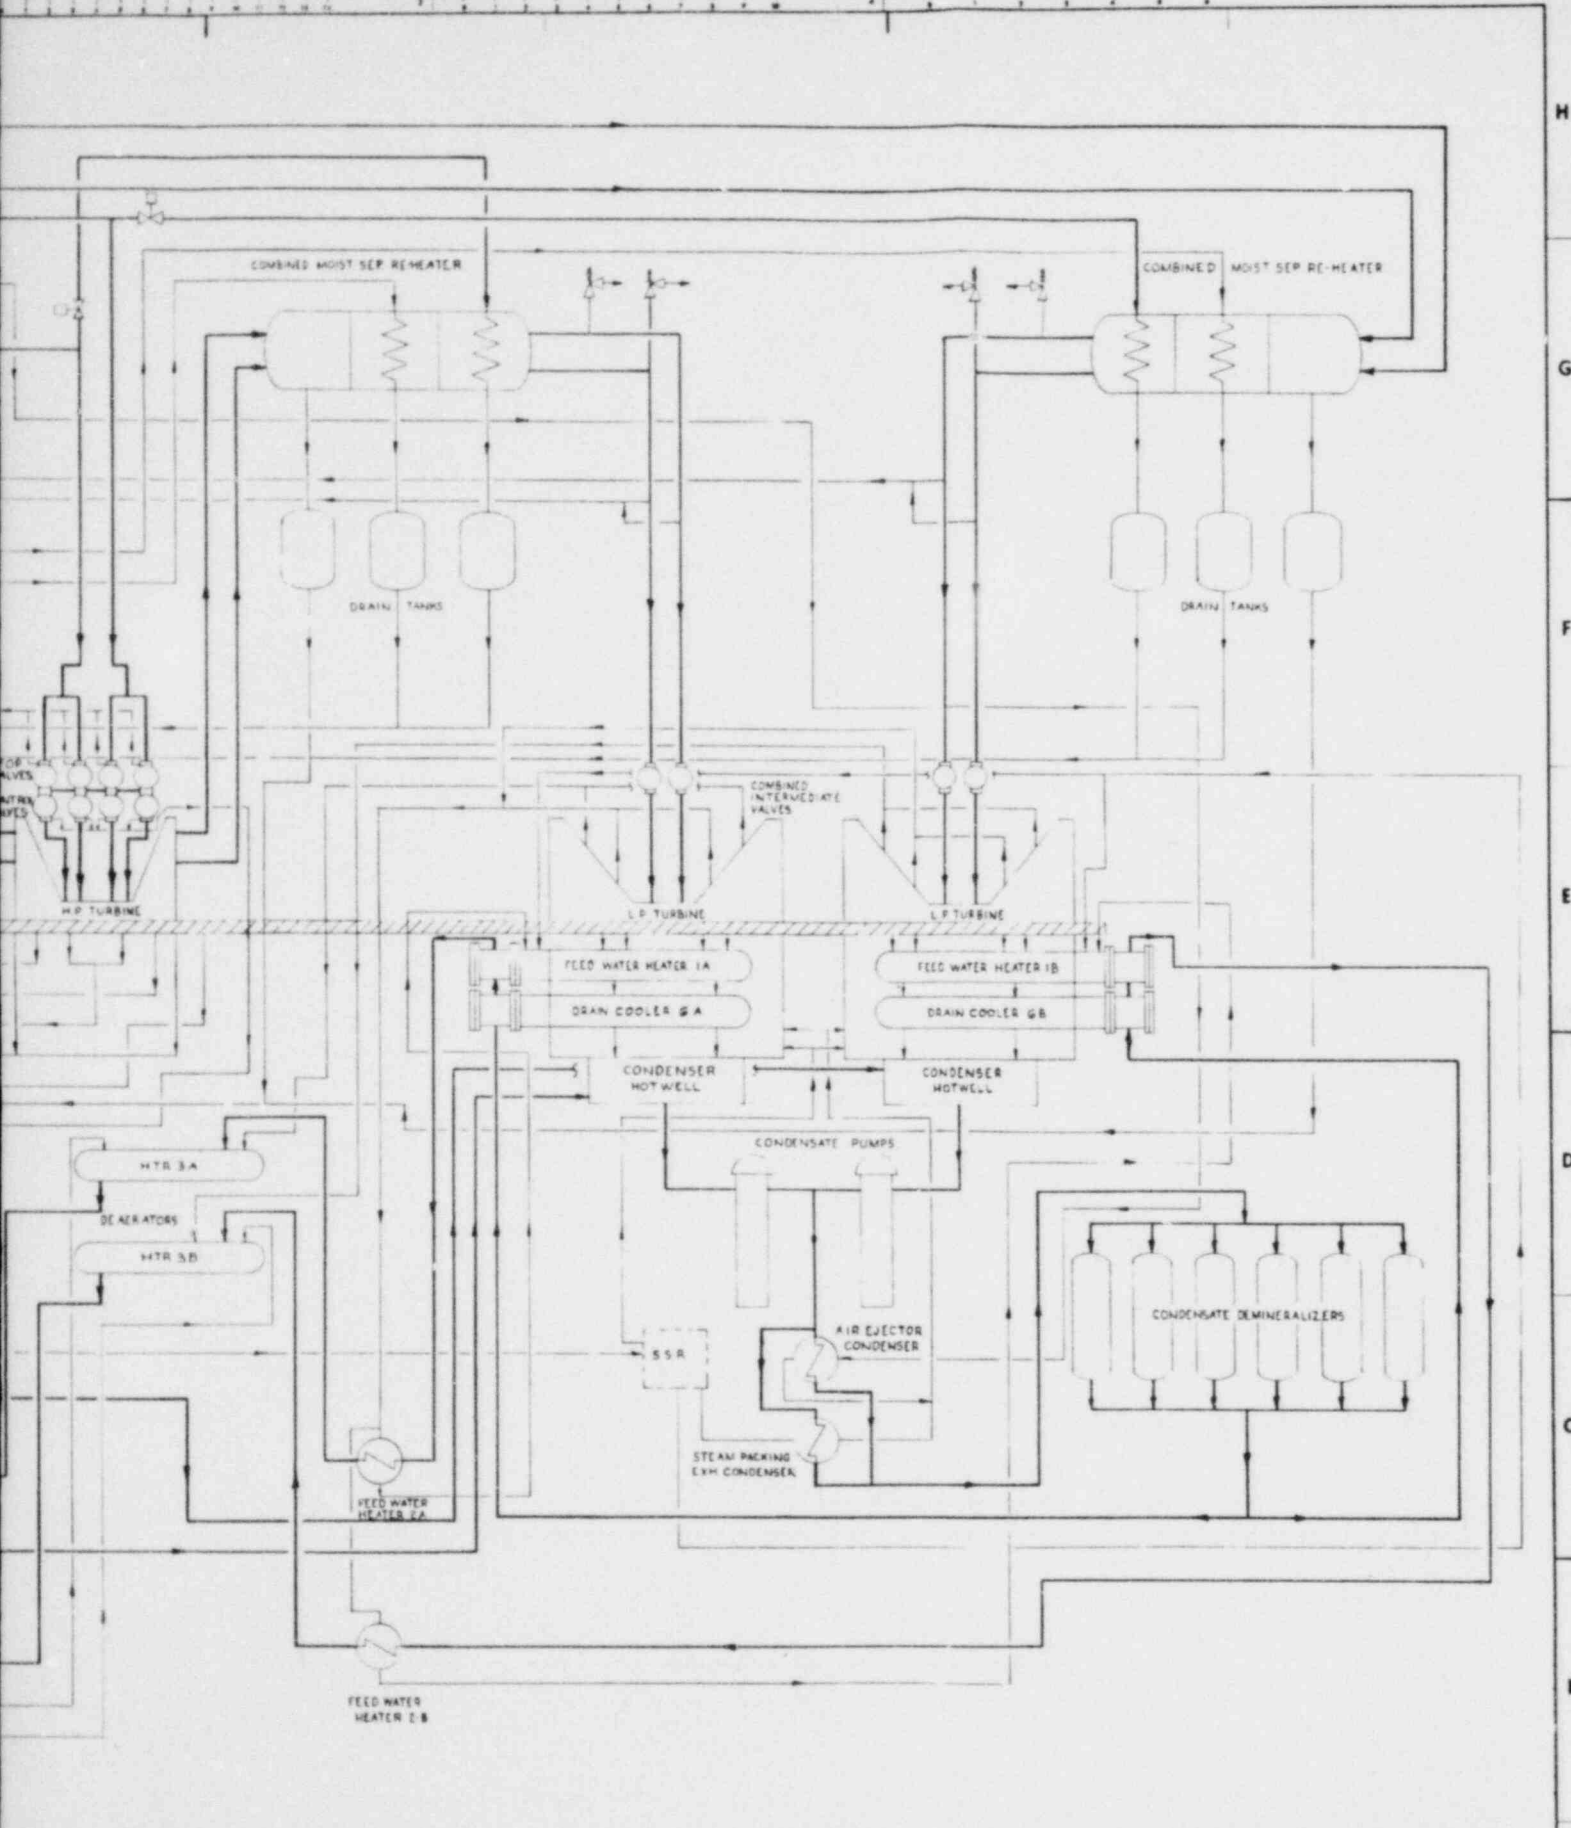 H
COMBINED MOIST SEP RE-HEATER
COMBINED MOIST SEP RE-HEATER
G
DRAIN TANKS
DRAIN TANKS
F
COMBINED
INTERMEDIATE
VALVES
H.P. TURBINE
L.P. TURBINE
L.P. TURBINE
E
FEED WATER HEATER 1A
FEED WATER HEATER 1B
DRAIN COOLER 6A
DRAIN COOLER 6B
CONDENSER
HOTWELL
CONDENSER
HOTWELL
CONDENSATE PUMPS
D
HTR 3A
DEAERATORS
HTR 3B
CONDENSATE DEMINERALIZERS
AIR EJECTOR
CONDENSER
SSR
STEAM PACKING
EXH CONDENSER
FEED WATER
HEATER 2A
FEED WATER
HEATER 2B